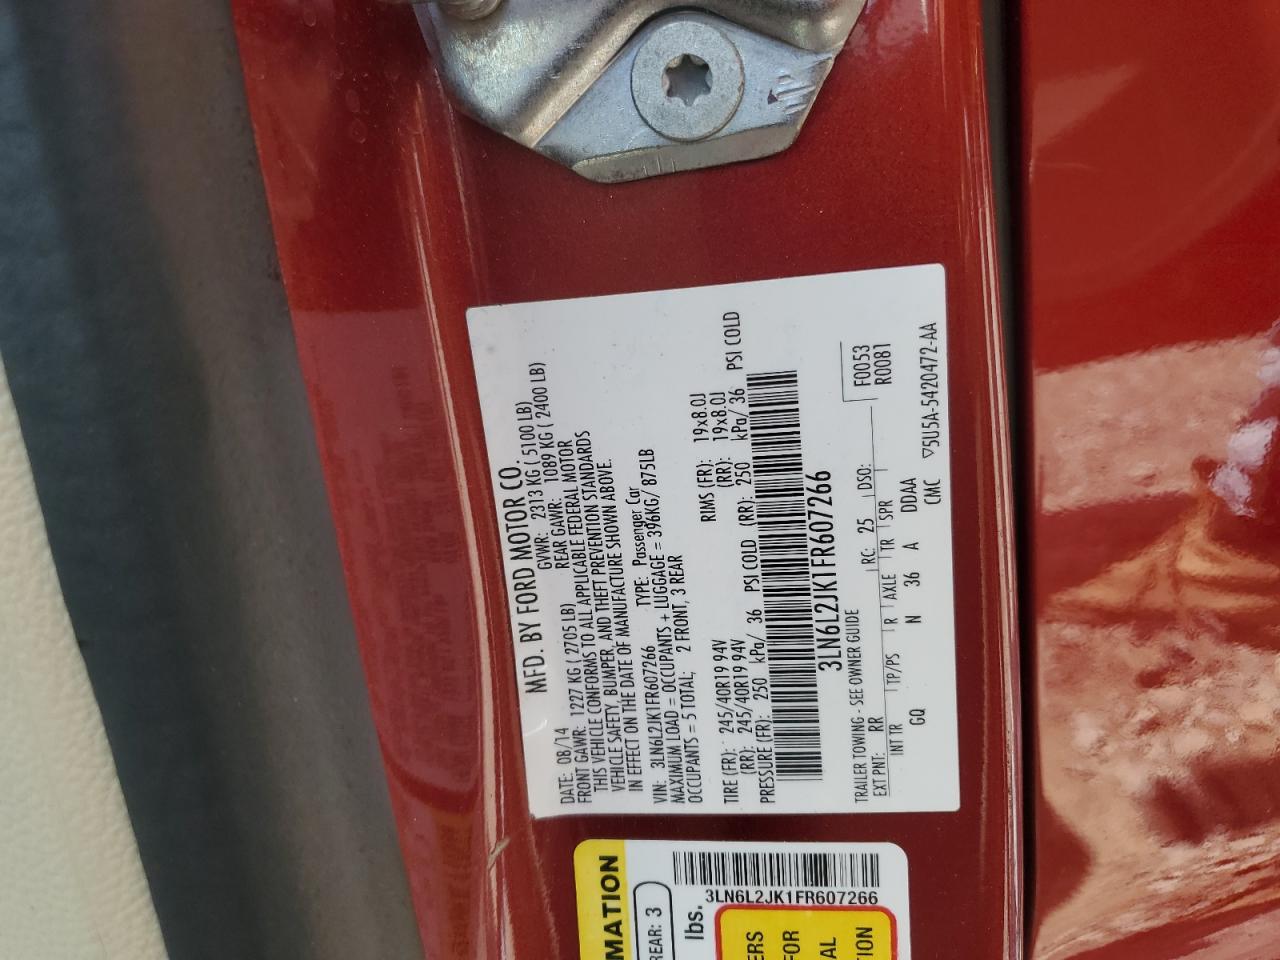 MFD. BY FORD MOTOR CO.
DATE: 08/14 GVWR: 2313 KG ( 5100 LB)
FRONT GAWR: 1227 KG ( 2705 LB) REAR GAWR: 1089 KG ( 2400 LB)
THIS VEHICLE CONFORMS TO ALL APPLICABLE FEDERAL MOTOR
VEHICLE SAFETY, BUMPER, AND THEFT PREVENTION STANDARDS
IN EFFECT ON THE DATE OF MANUFACTURE SHOWN ABOVE.
VIN: 3LN6L2JK1FR607266 TYPE: Passenger Car
MAXIMUM LOAD = OCCUPANTS + LUGGAGE = 396KG/ 875LB
OCCUPANTS = 5 TOTAL; 2 FRONT, 3 REAR
TIRE (FR): 245/40R19 94V RIMS (FR): 19x8.0J
(RR): 245/40R19 94V (RR): 19x8.0J
PRESSURE (FR): 250 kPa/ 36 PSI COLD (RR): 250 kPa/ 36 PSI COLD
3LN6L2JK1FR607266
TRAILER TOWING - SEE OWNER GUIDE
EXT PNT: RR RC: 25 DSO: F0053
R0081
INT TR TP/PS R AXLE TR SPR
GQ N 36 A DDAA
CMC ▽5U5A-5420472-AA
MATION
REAR: 3
lbs.
3LN6L2JK1FR607266
ERS
FOR
AL
TION